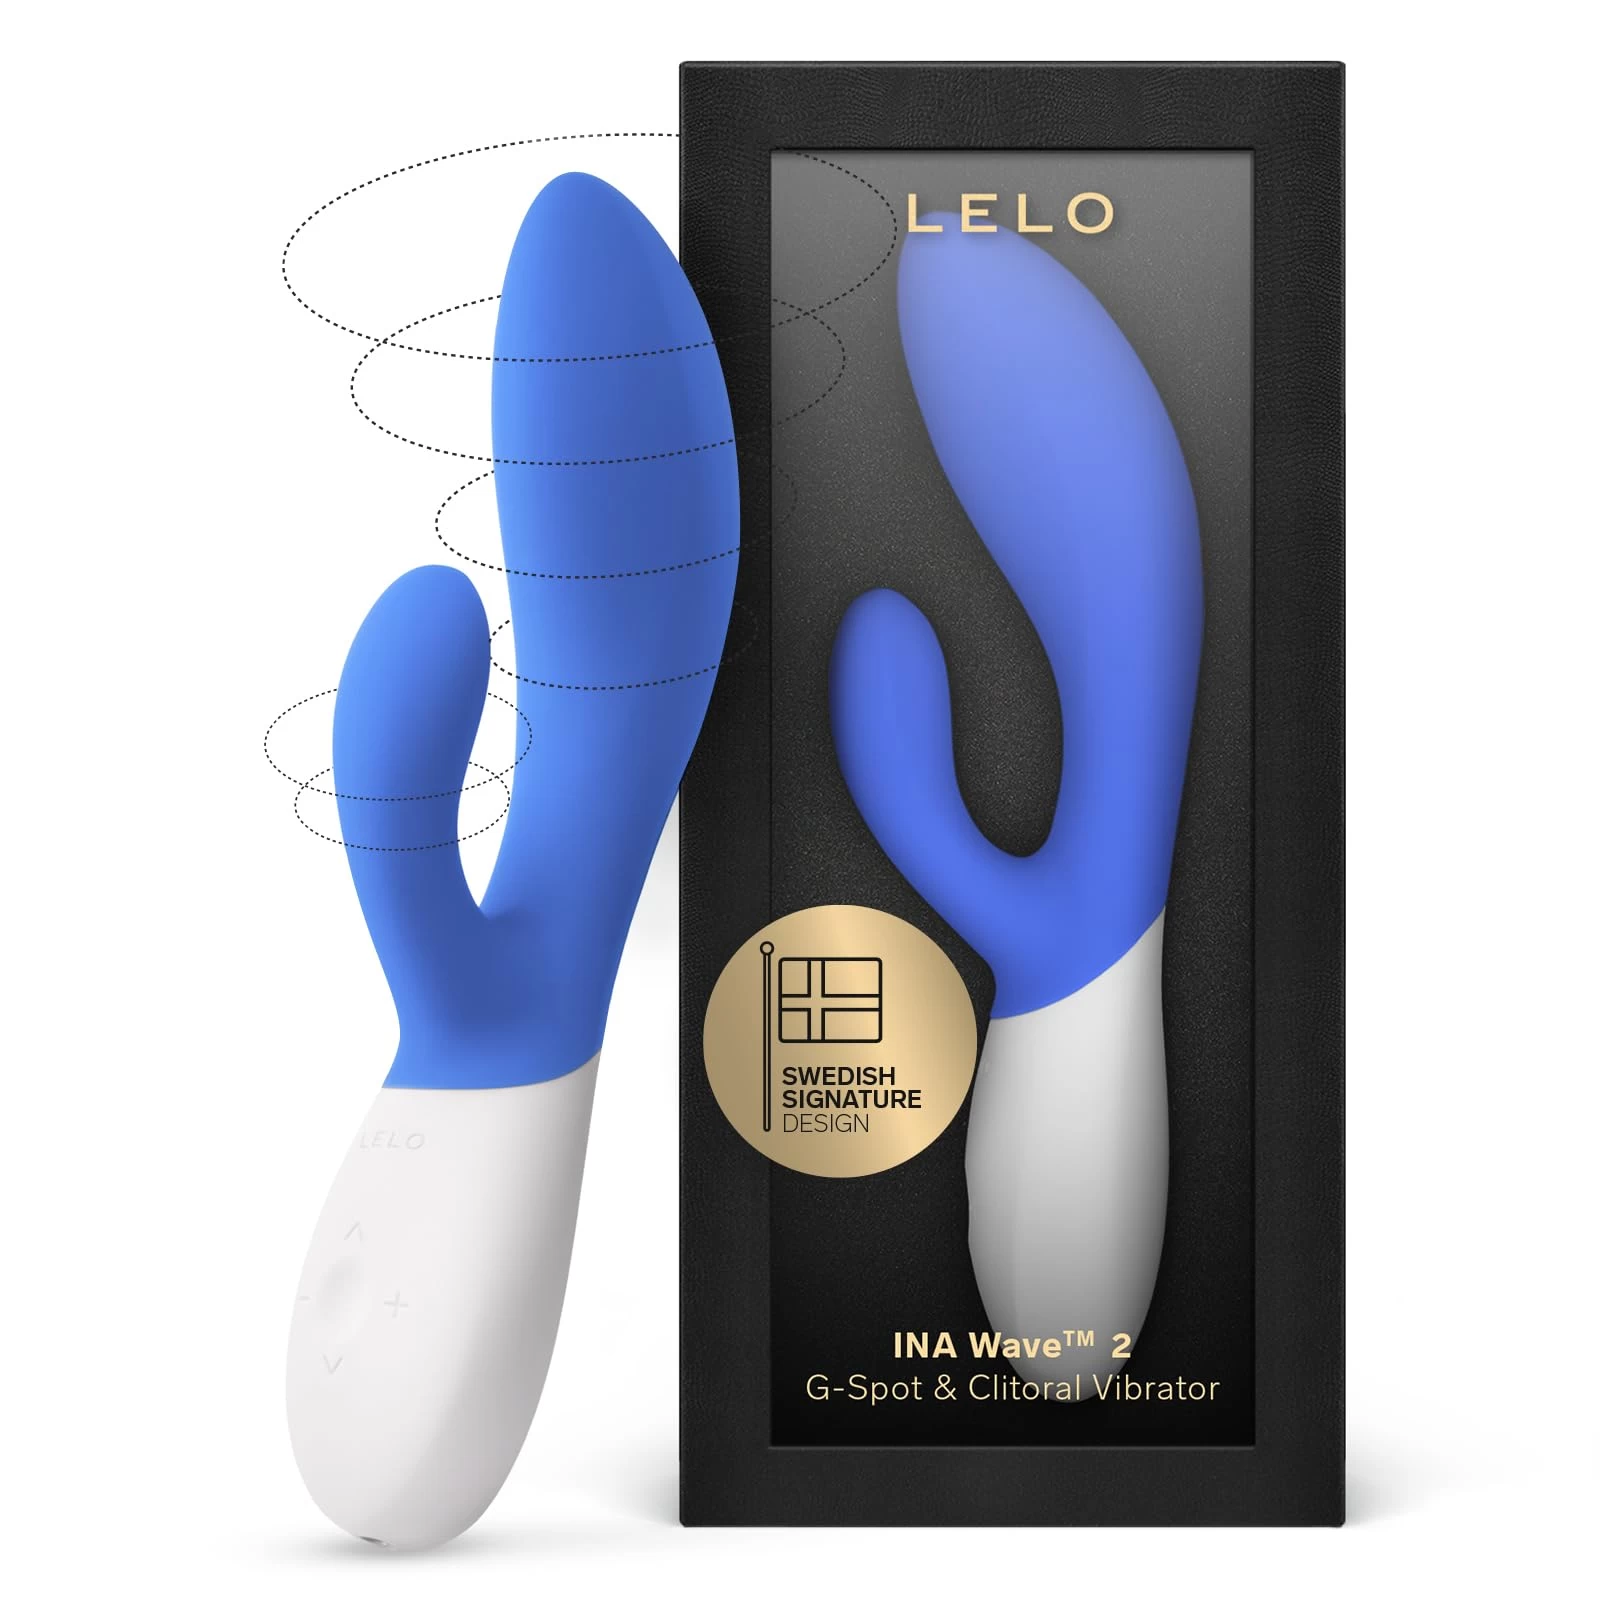 LELO
SWEDISH
SIGNATURE
DESIGN
LELO
INA Wave™ 2
G-Spot & Clitoral Vibrator